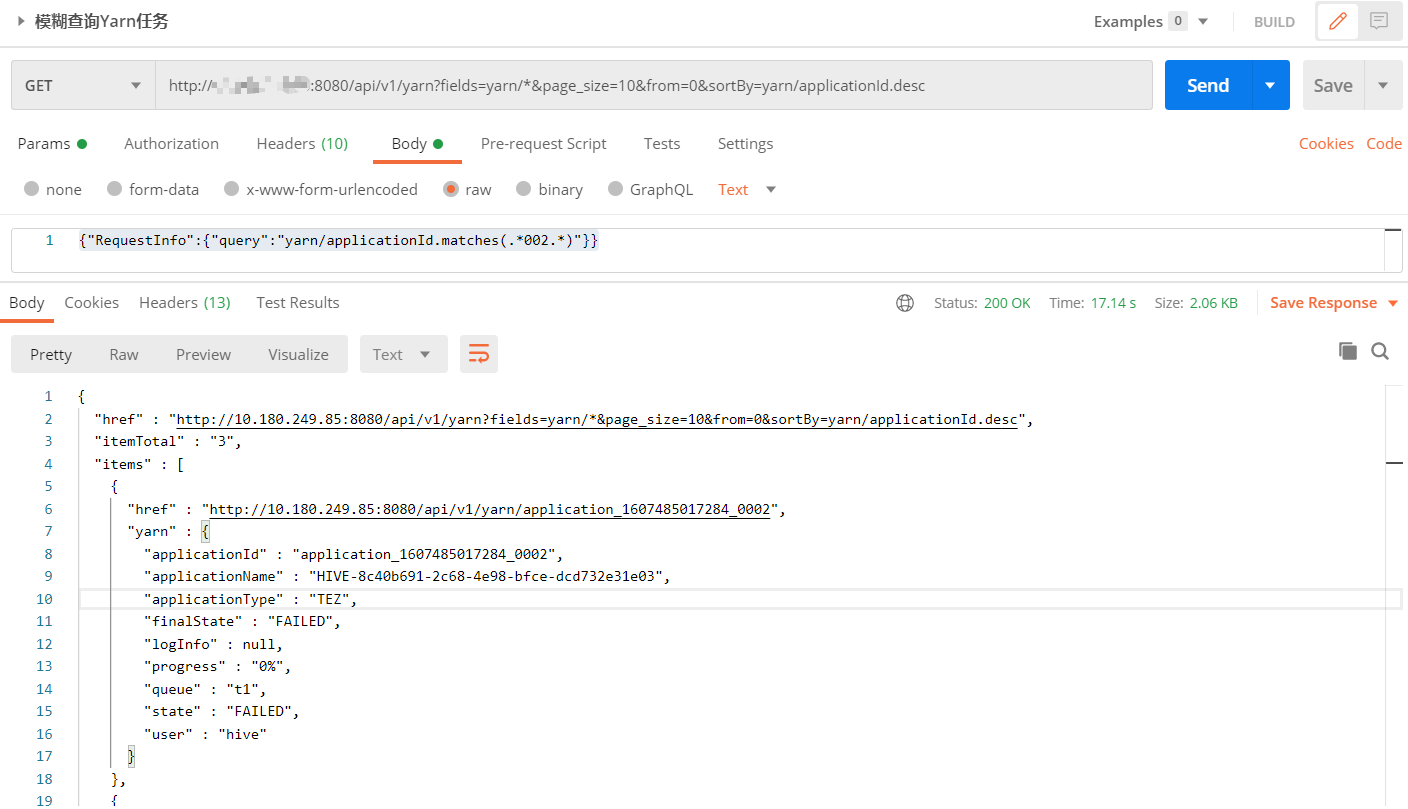 模糊查询Yarn任务 Examples 0 BUILD
GET http:// :8080/api/v1/yarn?fields=yarn/*&page_size=10&from=0&sortBy=yarn/applicationId.desc Send Save
Params Authorization Headers (10) Body Pre-request Script Tests Settings Cookies Code
none form-data x-www-form-urlencoded raw binary GraphQL Text
1 {"RequestInfo":{"query":"yarn/applicationId.matches(.*002.*)"}}
Body Cookies Headers (13) Test Results Status: 200 OK Time: 17.14 s Size: 2.06 KB Save Response
Pretty Raw Preview Visualize Text
1 {
2 "href" : "http://10.180.249.85:8080/api/v1/yarn?fields=yarn/*&page_size=10&from=0&sortBy=yarn/applicationId.desc",
3 "itemTotal" : "3",
4 "items" : [
5 {
6 "href" : "http://10.180.249.85:8080/api/v1/yarn/application_1607485017284_0002",
7 "yarn" : {
8 "applicationId" : "application_1607485017284_0002",
9 "applicationName" : "HIVE-8c40b691-2c68-4e98-bfce-dcd732e31e03",
10 "applicationType" : "TEZ",
11 "finalState" : "FAILED",
12 "logInfo" : null,
13 "progress" : "0%",
14 "queue" : "t1",
15 "state" : "FAILED",
16 "user" : "hive"
17 }
18 },
19 {